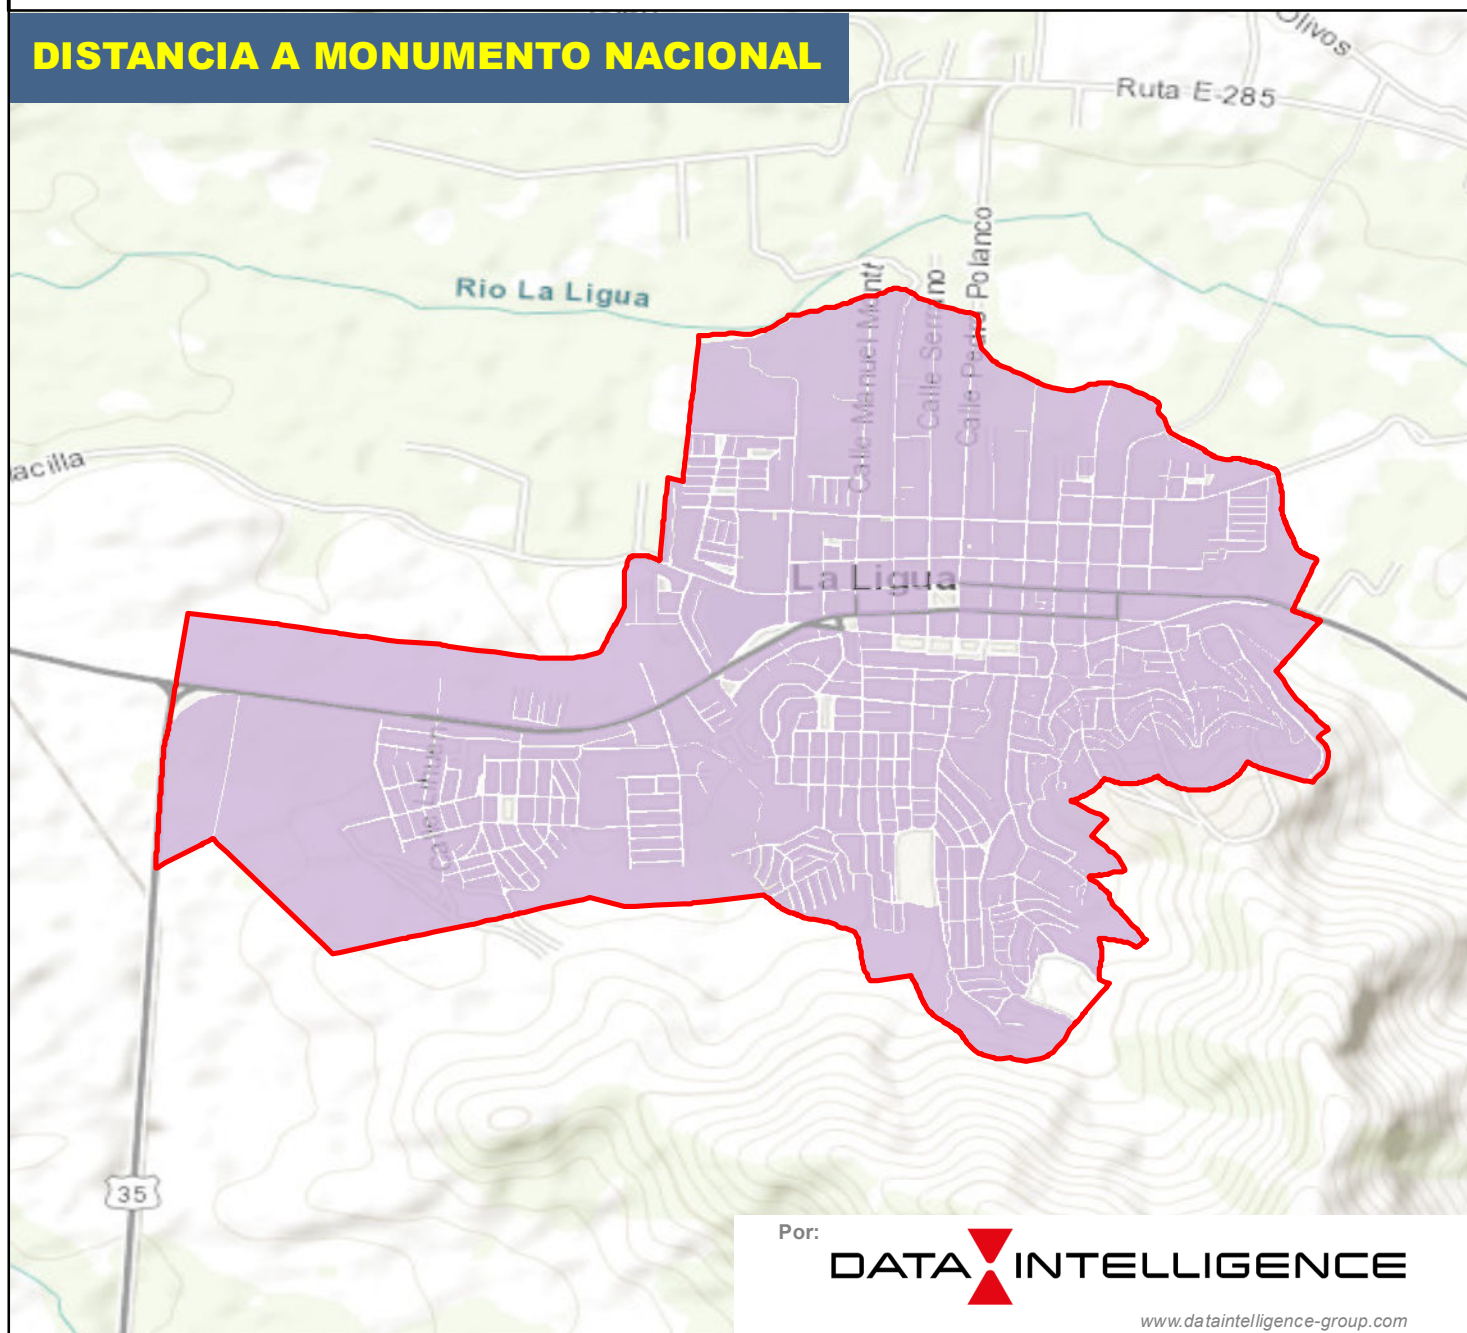 DISTANCIA A MONUMENTO NACIONAL
Olivos
Ruta E-285
Rio La Ligua
Calle Manuel Montt
Calle Serrano
Calle Pedro Polanco
acilla
La Ligua
35
Por:
DATA INTELLIGENCE
www.dataintelligence-group.com